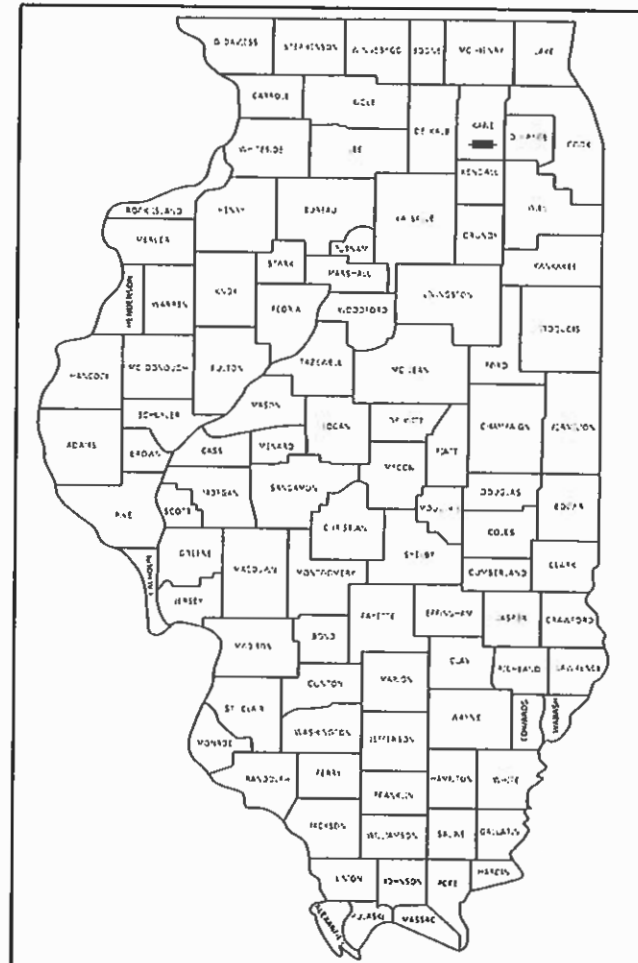 JO DAVIESS STEPHENSON WINNEBAGO BOONE MC HENRY LAKE
CARROLL OGLE
DE KALB KANE DU PAGE COOK
WHITESIDE LEE
KENDALL
ROCK ISLAND HENRY BUREAU LA SALLE WILL
MERCER PUTNAM GRUNDY
STARK MARSHALL KANKAKEE
HENDERSON WARREN KNOX PEORIA WOODFORD LIVINGSTON
IROQUOIS
HANCOCK MC DONOUGH FULTON TAZEWELL MC LEAN FORD
MASON
SCHUYLER LOGAN DE WITT CHAMPAIGN VERMILION
ADAMS BROWN CASS MENARD PIATT
MACON
MORGAN SANGAMON DOUGLAS
PIKE SCOTT MOULTRIE EDGAR
CHRISTIAN COLES
GREENE MACOUPIN SHELBY
CALHOUN MONTGOMERY CUMBERLAND CLARK
JERSEY
FAYETTE EFFINGHAM JASPER CRAWFORD
MADISON BOND
CLAY
CLINTON MARION RICHLAND LAWRENCE
ST. CLAIR WAYNE EDWARDS WABASH
WASHINGTON
MONROE JEFFERSON
RANDOLPH PERRY HAMILTON WHITE
FRANKLIN
JACKSON WILLIAMSON SALINE GALLATIN
UNION JOHNSON POPE HARDIN
ALEXANDER PULASKI MASSAC